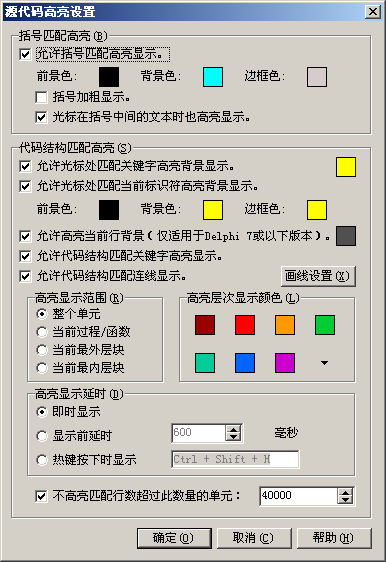 源代码高亮设置
括号匹配高亮(B)
允许括号匹配高亮显示。
前景色: 背景色: 边框色:
括号加粗显示。
光标在括号中间的文本时也高亮显示。
代码结构匹配高亮(S)
允许光标处匹配关键字高亮背景显示。
允许光标处匹配当前标识符高亮背景显示。
前景色: 背景色: 边框色:
允许高亮当前行背景(仅适用于Delphi 7或以下版本)。
允许代码结构匹配关键字高亮显示。
允许代码结构匹配连线显示。 画线设置(X)
高亮显示范围(R) 高亮层次显示颜色(L)
整个单元
当前过程/函数
当前最外层块
当前最内层块
高亮显示延时(D)
即时显示
显示前延时 600 毫秒
热键按下时显示 Ctrl + Shift + H
不高亮匹配行数超过此数量的单元: 40000
确定(O) 取消(C) 帮助(H)